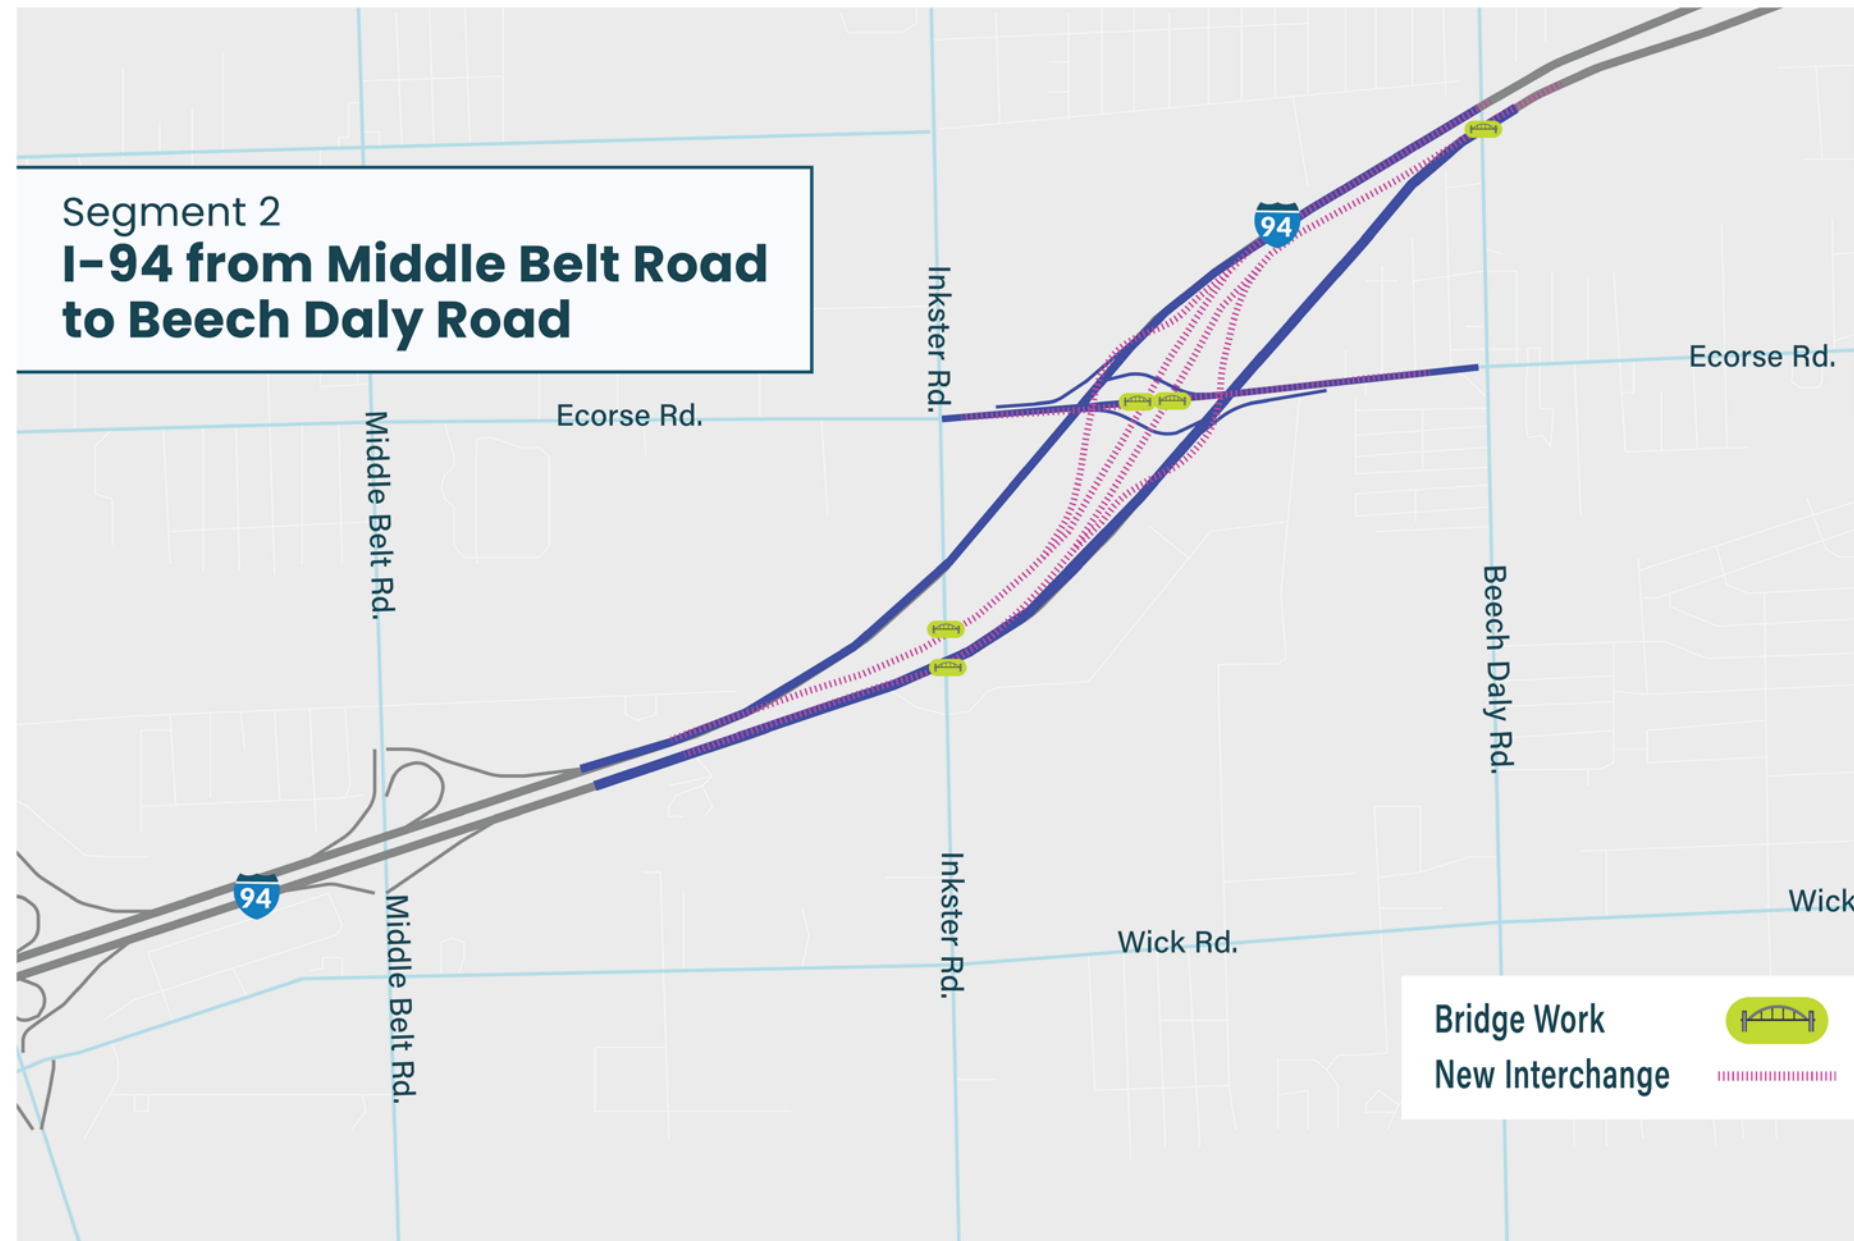 Segment 2
I-94 from Middle Belt Road
to Beech Daly Road
94
Inkster Rd.
Ecorse Rd.
Ecorse Rd.
Middle Belt Rd.
Beech Daly Rd.
94
Inkster Rd.
Middle Belt Rd.
Wick Rd.
Wick
Bridge Work
New Interchange